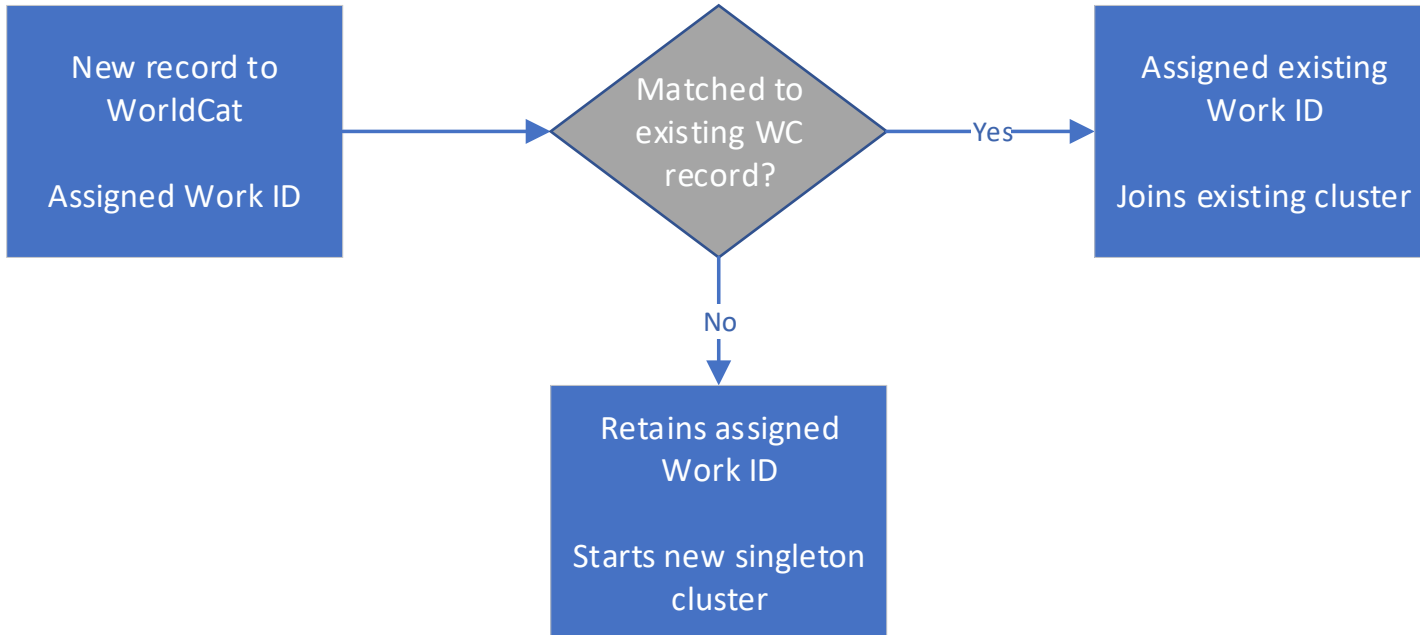 New record to
WorldCat
Assigned Work ID
Matched to
existing WC
record?
Yes
Assigned existing
Work ID
Joins existing cluster
No
Retains assigned
Work ID
Starts new singleton
cluster